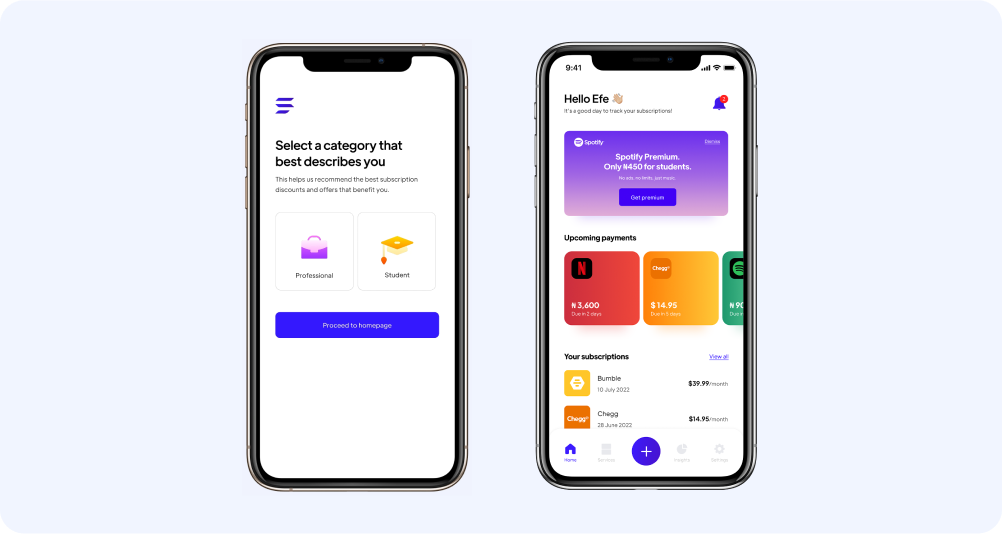 Select a category that
best describes you
This helps us recommend the best subscription
discounts and offers that benefit you.
Professional
Student
Proceed to homepage
9:41
Hello Efe 👋🏼
It's a good day to track your subscriptions!
Spotify
Dismiss
Spotify Premium.
Only ₦450 for students.
No ads, no limits, just music.
Get premium
Upcoming payments
N
Chegg®
₦3,600
Due in 2 days
$14.95
Due in 5 days
₦ 90
Due in
Your subscriptions
View all
Bumble
10 July 2022
$39.99/month
Chegg®
Chegg
28 June 2022
$14.95/month
Home
Services
Insights
Settings